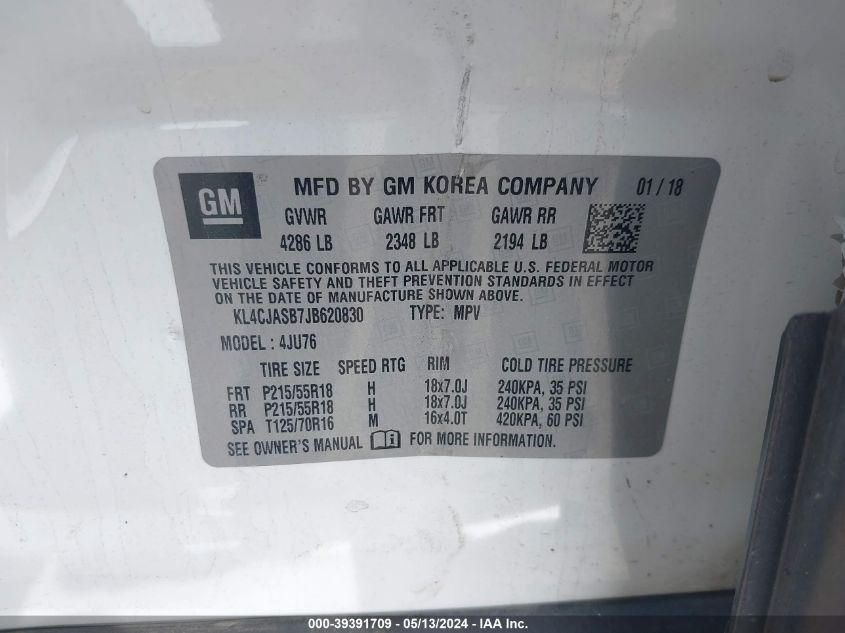 GM MFD BY GM KOREA COMPANY 01 / 18
GVWR GAWR FRT GAWR RR
4286 LB 2348 LB 2194 LB
THIS VEHICLE CONFORMS TO ALL APPLICABLE U.S. FEDERAL MOTOR
VEHICLE SAFETY AND THEFT PREVENTION STANDARDS IN EFFECT
ON THE DATE OF MANUFACTURE SHOWN ABOVE.
KL4CJASB7JB620830 TYPE: MPV
MODEL : 4JU76
TIRE SIZE SPEED RTG RIM COLD TIRE PRESSURE
FRT P215/55R18 H 18x7.0J 240KPA, 35 PSI
RR P215/55R18 H 18x7.0J 240KPA, 35 PSI
SPA T125/70R16 M 16x4.0T 420KPA, 60 PSI
SEE OWNER'S MANUAL FOR MORE INFORMATION.
000-39391709 - 05/13/2024 - IAA Inc.